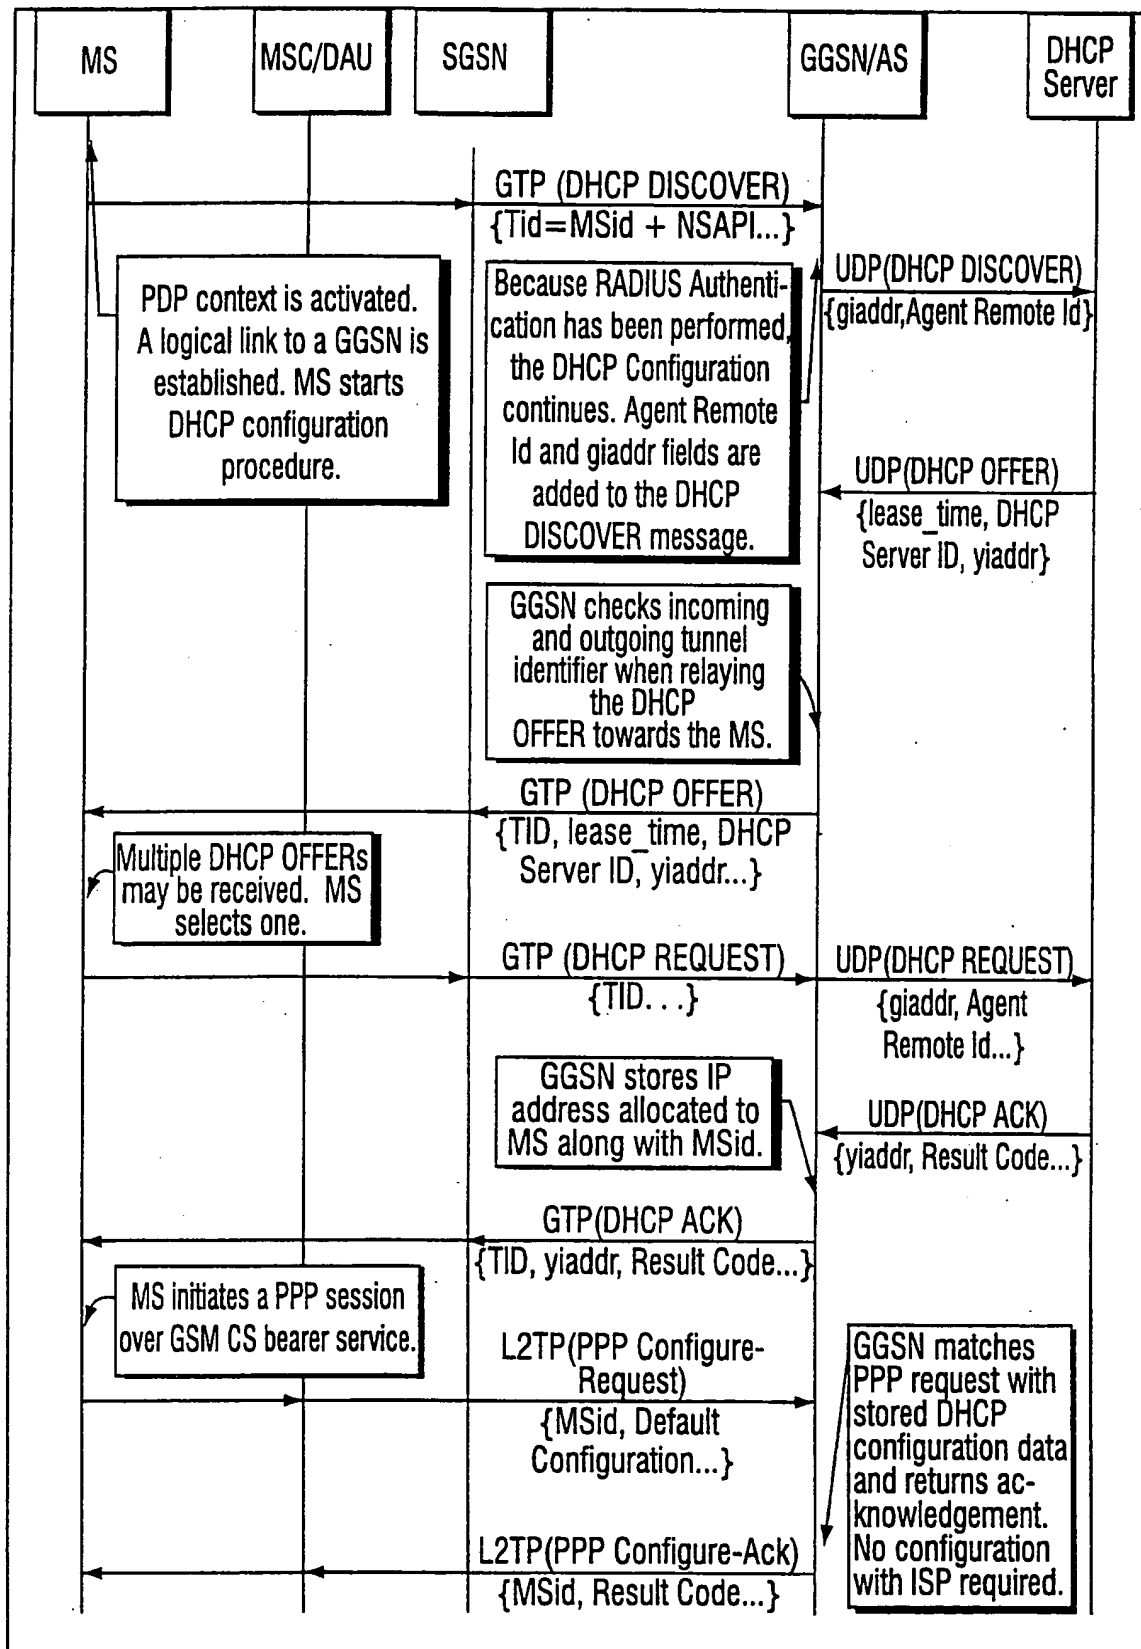 MS
MSC/DAU
SGSN
GGSN/AS
DHCP
Server
GTP (DHCP DISCOVER)
{Tid=MSid + NSAPI...}
PDP context is activated.
A logical link to a GGSN is
established. MS starts
DHCP configuration
procedure.
Because RADIUS Authenti-
cation has been performed,
the DHCP Configuration
continues. Agent Remote
Id and giaddr fields are
added to the DHCP
DISCOVER message.
UDP(DHCP DISCOVER)
{giaddr,Agent Remote Id}
UDP(DHCP OFFER)
{lease_time, DHCP
Server ID, yiaddr}
GGSN checks incoming
and outgoing tunnel
identifier when relaying
the DHCP
OFFER towards the MS.
GTP (DHCP OFFER)
{TID, lease_time, DHCP
Server ID, yiaddr...}
Multiple DHCP OFFERs
may be received. MS
selects one.
GTP (DHCP REQUEST)
{TID. . .}
UDP(DHCP REQUEST)
{giaddr, Agent
Remote Id...}
GGSN stores IP
address allocated to
MS along with MSid.
UDP(DHCP ACK)
{yiaddr, Result Code...}
GTP(DHCP ACK)
{TID, yiaddr, Result Code...}
MS initiates a PPP session
over GSM CS bearer service.
L2TP(PPP Configure-
Request)
{MSid, Default
Configuration...}
GGSN matches
PPP request with
stored DHCP
configuration data
and returns ac-
knowledgement.
No configuration
with ISP required.
L2TP(PPP Configure-Ack)
{MSid, Result Code...}